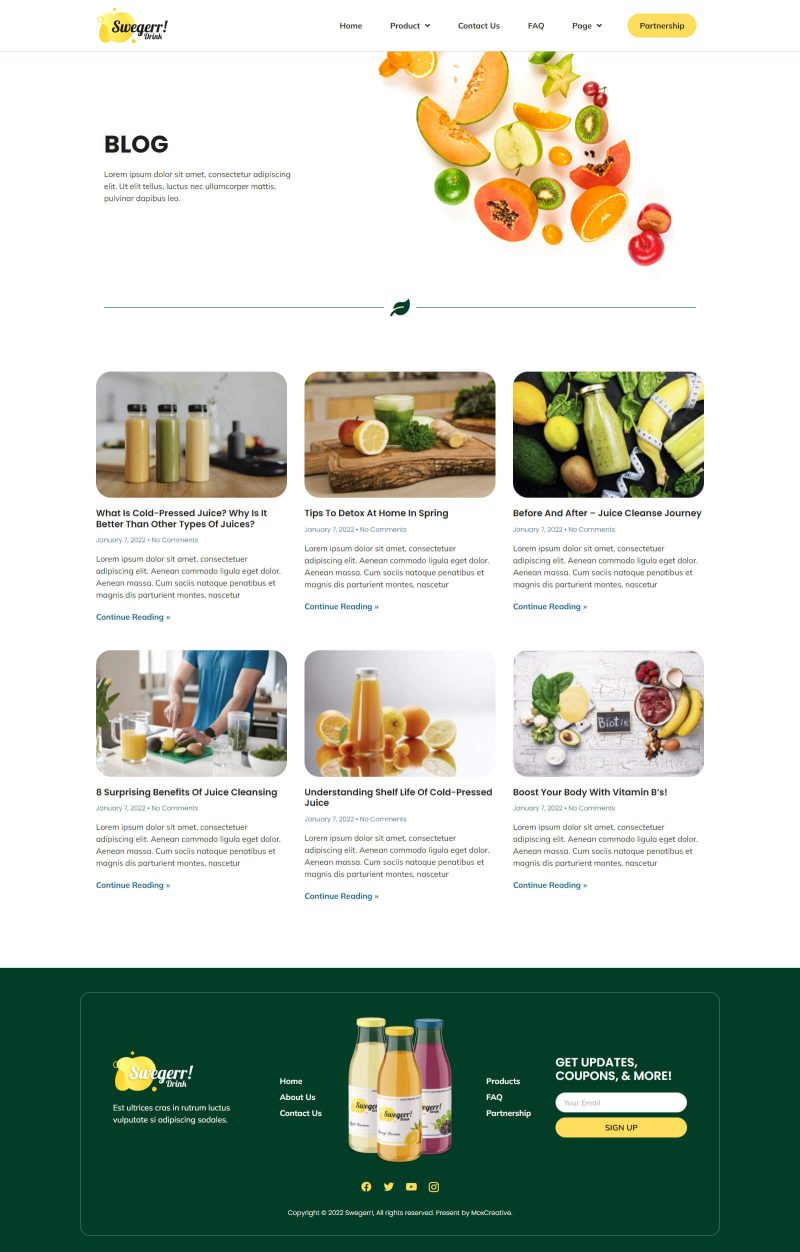 Swegerr!
Drink
Home
Product
Contact Us
FAQ
Page
Partnership
BLOG
Lorem ipsum dolor sit amet, consectetur adipiscing
elit. Ut elit tellus, luctus nec ullamcorper mattis,
pulvinar dapibus leo.
What Is Cold-Pressed Juice? Why Is It
Better Than Other Types Of Juices?
January 7, 2022 • No Comments
Lorem ipsum dolor sit amet, consectetuer
adipiscing elit. Aenean commodo ligula eget dolor.
Aenean massa. Cum sociis natoque penatibus et
magnis dis parturient montes, nascetur
Continue Reading »
Tips To Detox At Home In Spring
January 7, 2022 • No Comments
Lorem ipsum dolor sit amet, consectetuer
adipiscing elit. Aenean commodo ligula eget dolor.
Aenean massa. Cum sociis natoque penatibus et
magnis dis parturient montes, nascetur
Continue Reading »
Before And After – Juice Cleanse Journey
January 7, 2022 • No Comments
Lorem ipsum dolor sit amet, consectetuer
adipiscing elit. Aenean commodo ligula eget dolor.
Aenean massa. Cum sociis natoque penatibus et
magnis dis parturient montes, nascetur
Continue Reading »
8 Surprising Benefits Of Juice Cleansing
January 7, 2022 • No Comments
Lorem ipsum dolor sit amet, consectetuer
adipiscing elit. Aenean commodo ligula eget dolor.
Aenean massa. Cum sociis natoque penatibus et
magnis dis parturient montes, nascetur
Continue Reading »
Understanding Shelf Life Of Cold-Pressed
Juice
January 7, 2022 • No Comments
Lorem ipsum dolor sit amet, consectetuer
adipiscing elit. Aenean commodo ligula eget dolor.
Aenean massa. Cum sociis natoque penatibus et
magnis dis parturient montes, nascetur
Continue Reading »
Biotin
Boost Your Body With Vitamin B's!
January 7, 2022 • No Comments
Lorem ipsum dolor sit amet, consectetuer
adipiscing elit. Aenean commodo ligula eget dolor.
Aenean massa. Cum sociis natoque penatibus et
magnis dis parturient montes, nascetur
Continue Reading »
Swegerr!
Drink
Est ultrices cras in rutrum luctus
vulputate si adipiscing sodales.
Home
About Us
Contact Us
Swegerr!
Drink
Products
FAQ
Partnership
GET UPDATES,
COUPONS, & MORE!
Your Email
SIGN UP
Copyright © 2022 Swegerr!, All rights reserved. Present by MoxCreative.